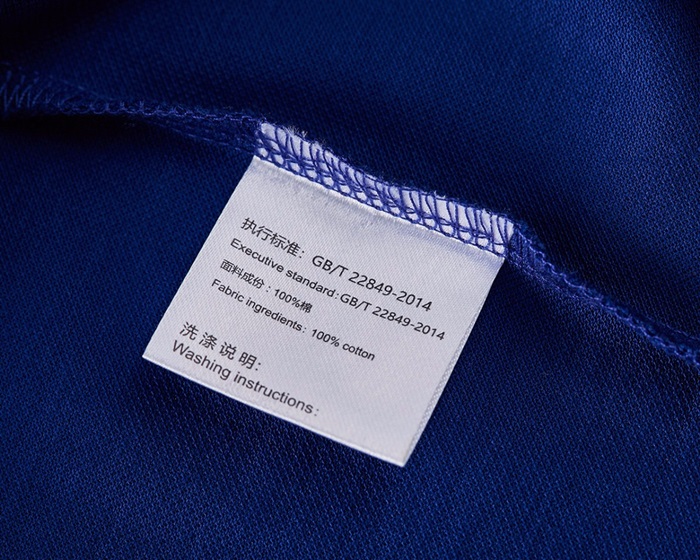 执行标准：GB/T 22849-2014
Executive standard:GB/T 22849-2014
面料成份：100%棉
Fabric ingredients: 100% cotton
洗涤说明:
Washing instructions: